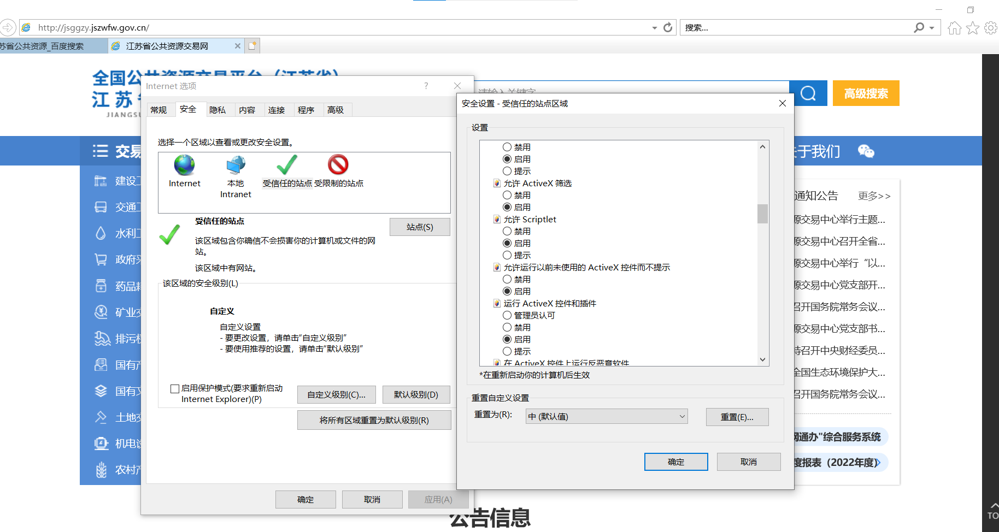 http://jsggzy.jszwfw.gov.cn/
搜索...
苏省公共资源_百度搜索
江苏省公共资源交易网
全国公共资源交易平台（江苏省）
江 苏
JIANGSU
请输入关键字
高级搜索
交易
关于我们
建设工
交通工
水利工
政府采
药品耗
矿业交
排污权
国有产
国有
土地交
机电设
农村产
通知公告
更多>>
源交易中心举行主题...
源交易中心召开全省...
源交易中心举行“以...
源交易中心党支部开...
召开国务院常务会议...
源交易中心党支部书...
持召开中央财经委员...
全国生态环境保护大...
召开国务院常务会议...
网通办"综合服务系统
度报表（2022年度）
公告信息
TO
Internet 选项
?
常规
安全
隐私
内容
连接
程序
高级
选择一个区域以查看或更改安全设置。
Internet
本地
Intranet
受信任的站点
受限制的站点
受信任的站点
站点(S)
该区域包含你确信不会损害你的计算机或文件的网
站。
该区域中有网站。
该区域的安全级别(L)
自定义
自定义设置
- 要更改设置，请单击“自定义级别”
- 要使用推荐的设置，请单击“默认级别”
启用保护模式(要求重新启动
Internet Explorer)(P)
自定义级别(C)...
默认级别(D)
将所有区域重置为默认级别(R)
确定
取消
应用(A)
安全设置 - 受信任的站点区域
设置
禁用
启用
提示
允许 ActiveX 筛选
禁用
启用
允许 Scriptlet
禁用
启用
提示
允许运行以前未使用的 ActiveX 控件而不提示
禁用
启用
运行 ActiveX 控件和插件
管理员认可
禁用
启用
提示
在 ActiveX 控件上运行反恶意软件
*在重新启动你的计算机后生效
重置自定义设置
重置为(R):
中 (默认值)
重置(E)...
确定
取消